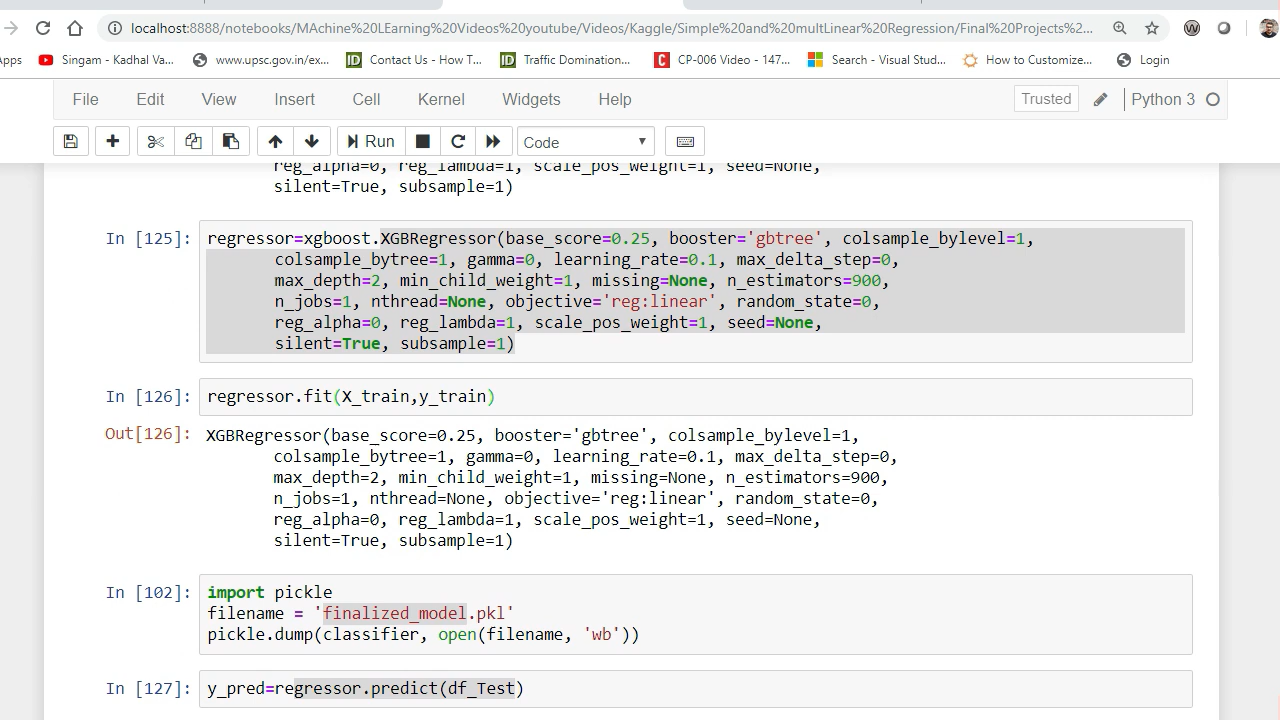 localhost:8888/notebooks/MAchine%20LEarning%20Videos%20youtube/Videos/Kaggle/Simple%20and%20multLinear%20Regression/Final%20Projects%2...
Apps Singam - Kadhal Va... www.upsc.gov.in/ex... ID Contact Us - How T... ID Traffic Domination... C CP-006 Video - 147... Search - Visual Stud... How to Customize... Login
File Edit View Insert Cell Kernel Widgets Help Trusted Python 3
Run Code
reg_alpha=0, reg_lambda=1, scale_pos_weight=1, seed=None,
silent=True, subsample=1)
In [125]: regressor=xgboost.XGBRegressor(base_score=0.25, booster='gbtree', colsample_bylevel=1,
colsample_bytree=1, gamma=0, learning_rate=0.1, max_delta_step=0,
max_depth=2, min_child_weight=1, missing=None, n_estimators=900,
n_jobs=1, nthread=None, objective='reg:linear', random_state=0,
reg_alpha=0, reg_lambda=1, scale_pos_weight=1, seed=None,
silent=True, subsample=1)
In [126]: regressor.fit(X_train,y_train)
Out[126]: XGBRegressor(base_score=0.25, booster='gbtree', colsample_bylevel=1,
colsample_bytree=1, gamma=0, learning_rate=0.1, max_delta_step=0,
max_depth=2, min_child_weight=1, missing=None, n_estimators=900,
n_jobs=1, nthread=None, objective='reg:linear', random_state=0,
reg_alpha=0, reg_lambda=1, scale_pos_weight=1, seed=None,
silent=True, subsample=1)
In [102]: import pickle
filename = 'finalized_model.pkl'
pickle.dump(classifier, open(filename, 'wb'))
In [127]: y_pred=regressor.predict(df_Test)